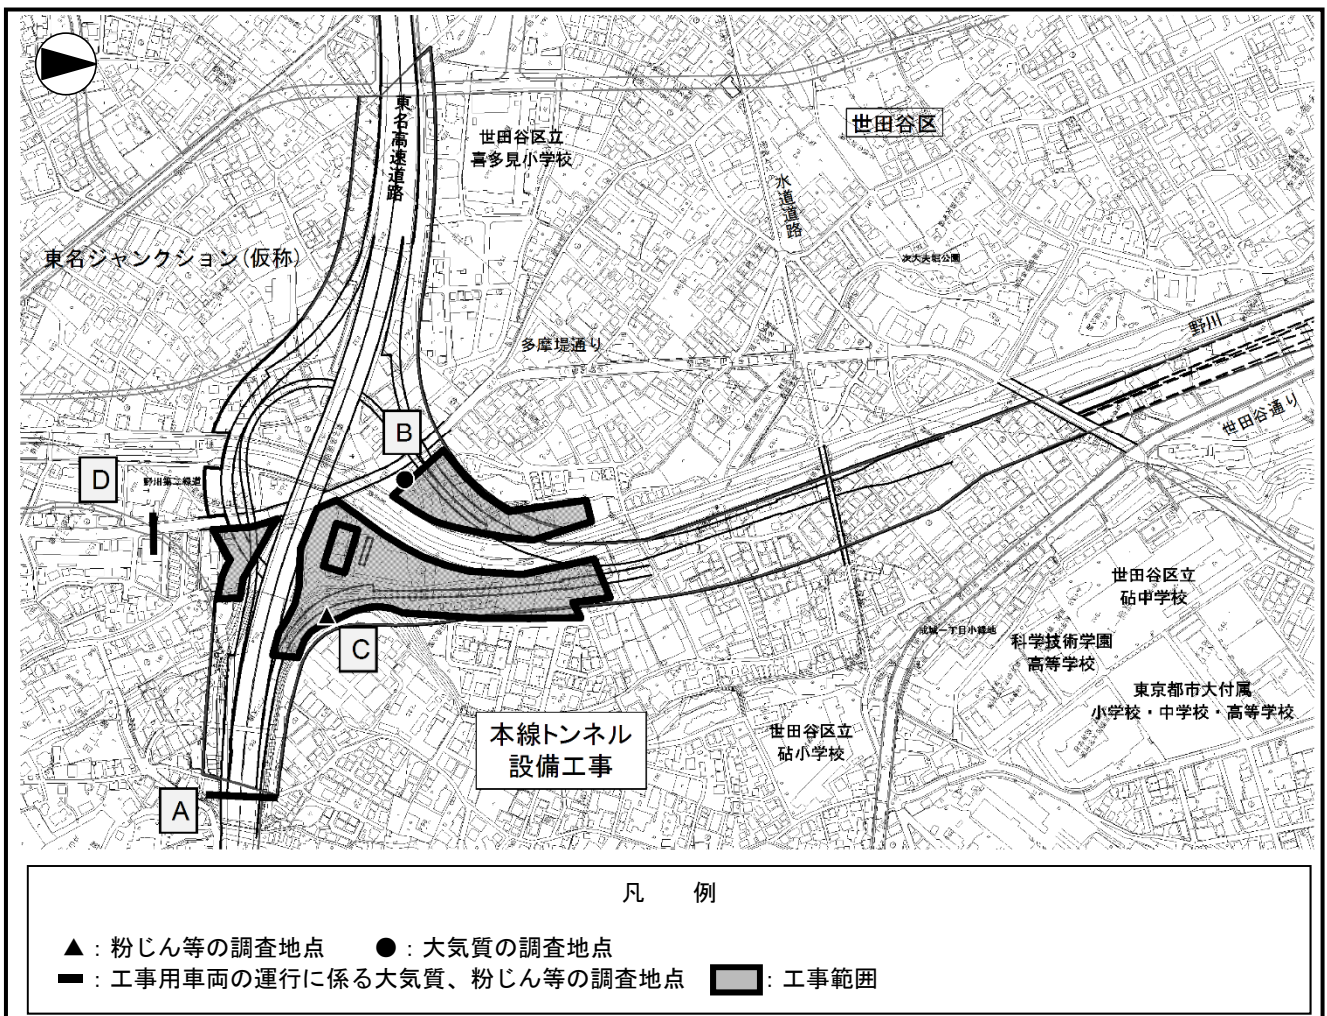 東名高速道路
世田谷区立
喜多見小学校
世田谷区
水道道路
東名ジャンクション(仮称)
次大夫堀公園
野川
多摩堤通り
世田谷通り
B
D
野川第二緑道
C
世田谷区立
砧中学校
成城一丁目小緑地
科学技術学園
高等学校
東京都市大付属
小学校・中学校・高等学校
本線トンネル
設備工事
世田谷区立
砧小学校
A
凡 例
▲：粉じん等の調査地点 ●：大気質の調査地点
━：工事用車両の運行に係る大気質、粉じん等の調査地点 ：工事範囲